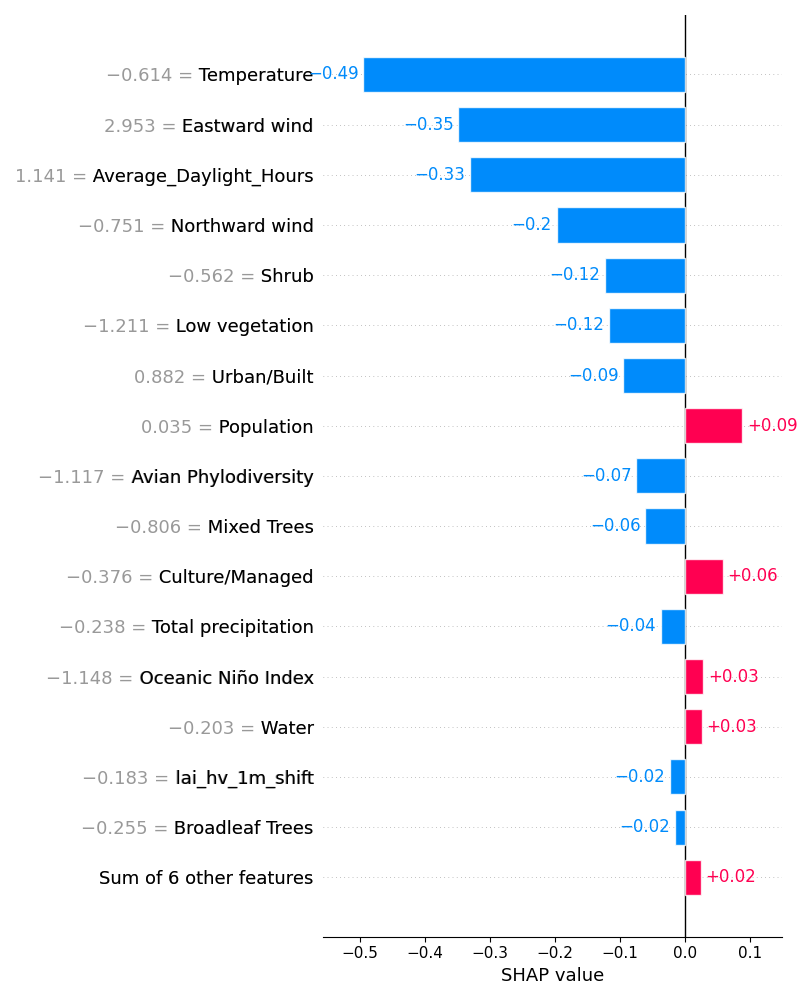 −0.614 = Temperature −0.49
2.953 = Eastward wind −0.35
1.141 = Average_Daylight_Hours −0.33
−0.751 = Northward wind −0.2
−0.562 = Shrub −0.12
−1.211 = Low vegetation −0.12
0.882 = Urban/Built −0.09
0.035 = Population +0.09
−1.117 = Avian Phylodiversity −0.07
−0.806 = Mixed Trees −0.06
−0.376 = Culture/Managed +0.06
−0.238 = Total precipitation −0.04
−1.148 = Oceanic Niño Index +0.03
−0.203 = Water +0.03
−0.183 = lai_hv_1m_shift −0.02
−0.255 = Broadleaf Trees −0.02
Sum of 6 other features +0.02
−0.5 −0.4 −0.3 −0.2 −0.1 0.0 0.1
SHAP value